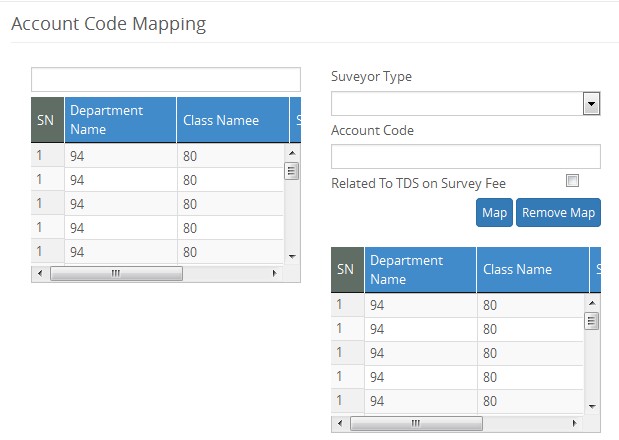 Account Code Mapping
SN Department Name Class Namee S
1 94 80
1 94 80
1 94 80
1 94 80
1 94 80
Suveyor Type
Account Code
Related To TDS on Survey Fee
Map Remove Map
SN Department Name Class Name S
1 94 80
1 94 80
1 94 80
1 94 80
1 94 80